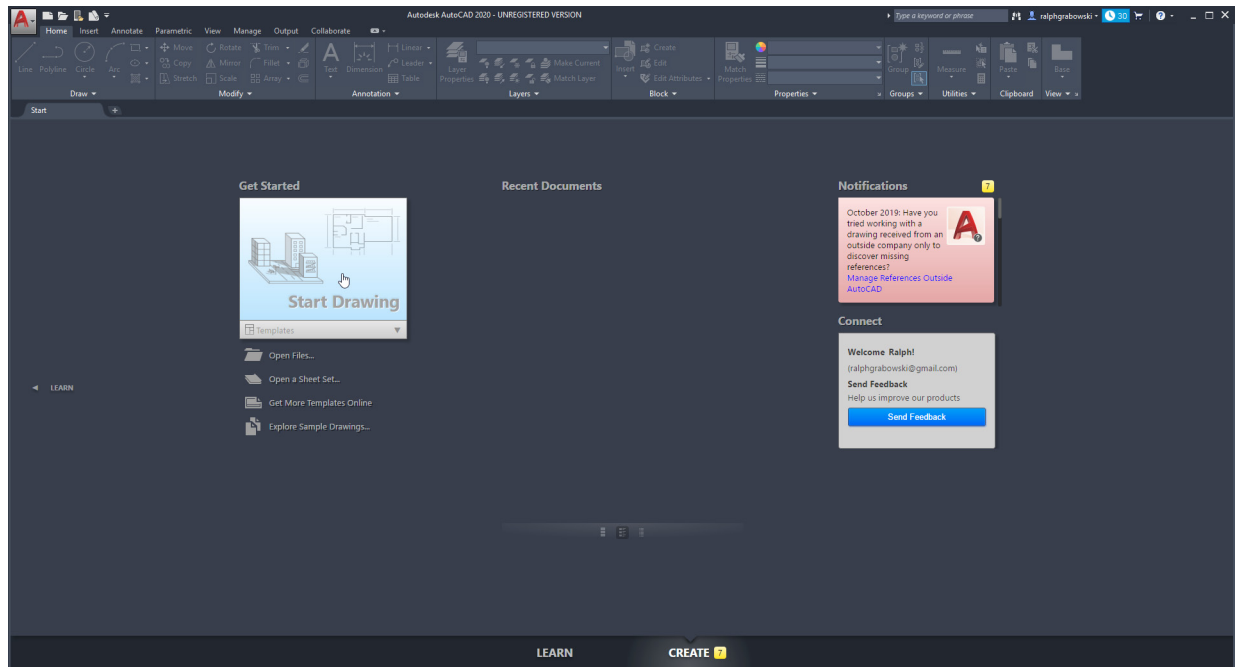 Autodesk AutoCAD 2020 - UNREGISTERED VERSION
Type a keyword or phrase
ralphgrabowski
30
Home Insert Annotate Parametric View Manage Output Collaborate
Line Polyline Circle Arc
Move Rotate Trim
Copy Mirror Fillet
Stretch Scale Array
Text Dimension
Linear
Leader
Table
Layer Properties
Make Current
Match Layer
Insert
Create
Edit
Edit Attributes
Match Properties
Group
Measure
Paste
Base
Draw Modify Annotation Layers Block Properties Groups Utilities Clipboard View
Start
Get Started
Start Drawing
Templates
Open Files...
Open a Sheet Set...
Get More Templates Online
Explore Sample Drawings...
Recent Documents
Notifications 7
October 2019: Have you
tried working with a
drawing received from an
outside company only to
discover missing
references?
Manage References Outside
AutoCAD
Connect
Welcome Ralph!
(ralphgrabowski@gmail.com)
Send Feedback
Help us improve our products
Send Feedback
LEARN
LEARN CREATE 7